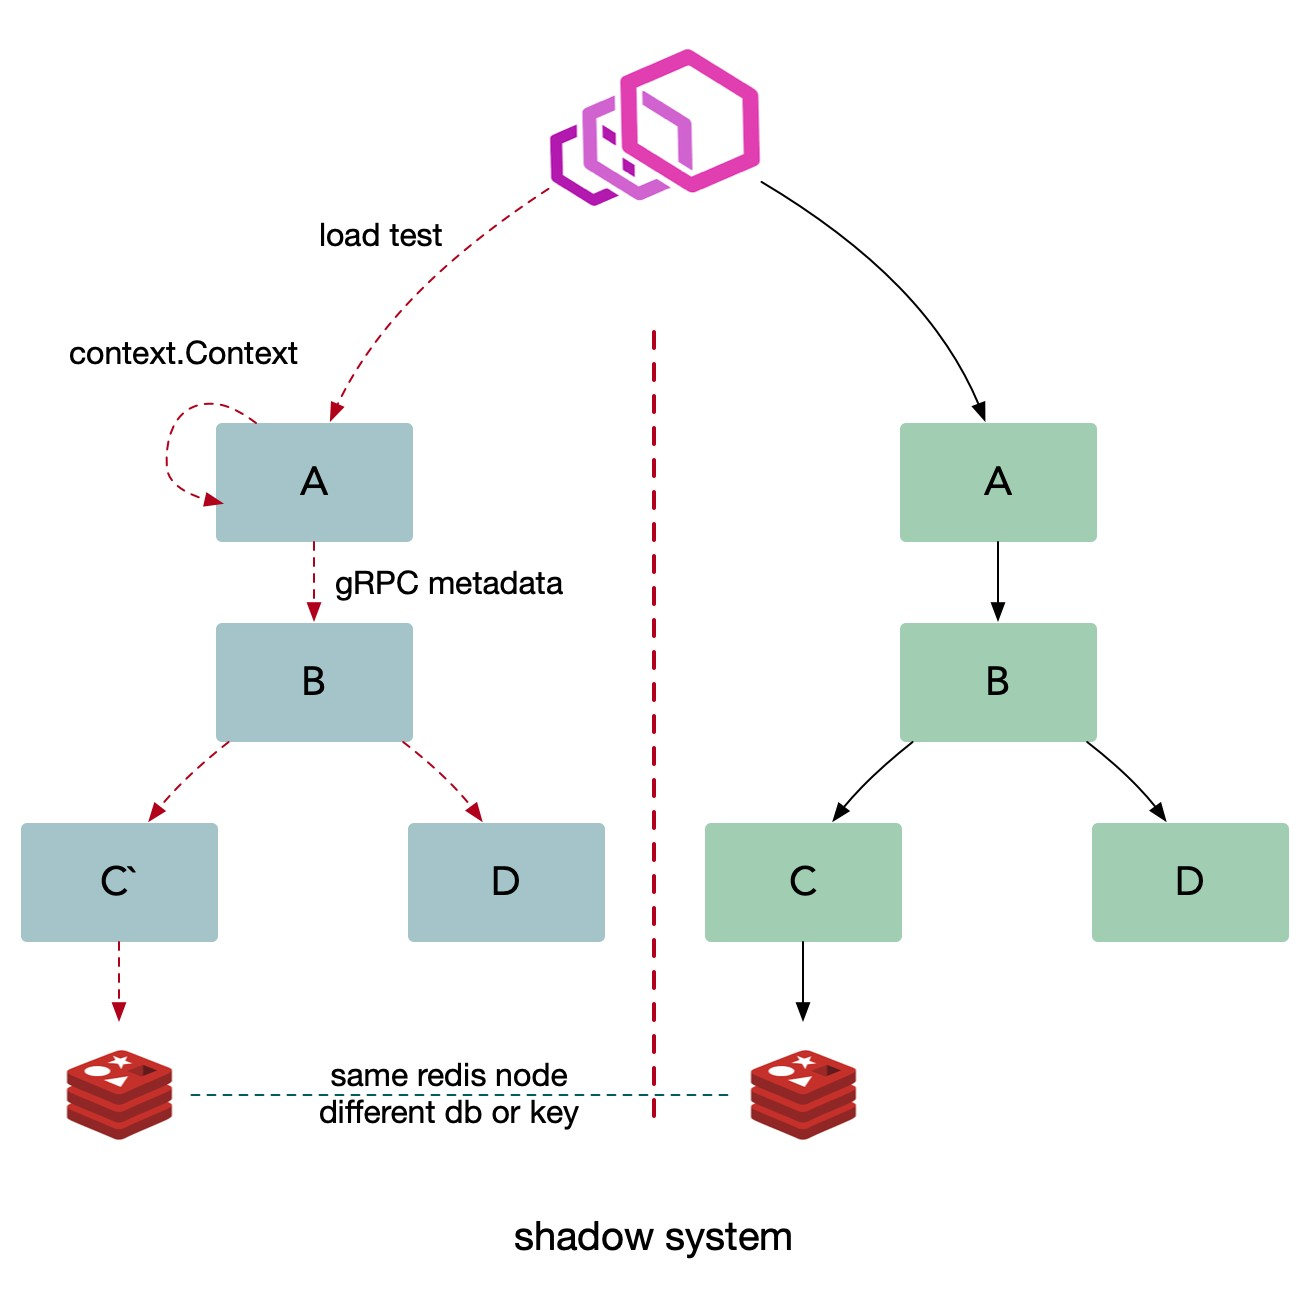 load test
context.Context
A
A
gRPC metadata
B
B
C`
D
C
D
same redis node
different db or key
shadow system